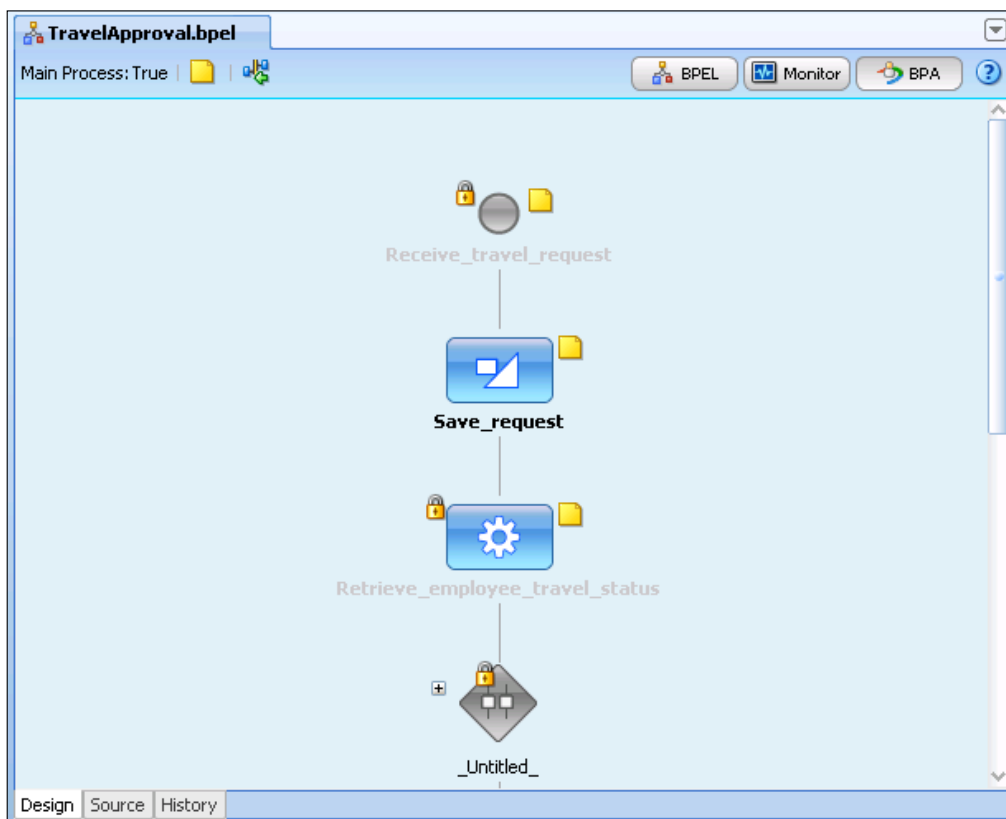 TravelApproval.bpel
Main Process: True BPEL Monitor BPA ?
Receive_travel_request
Save_request
Retrieve_employee_travel_status
_Untitled_
Design Source History